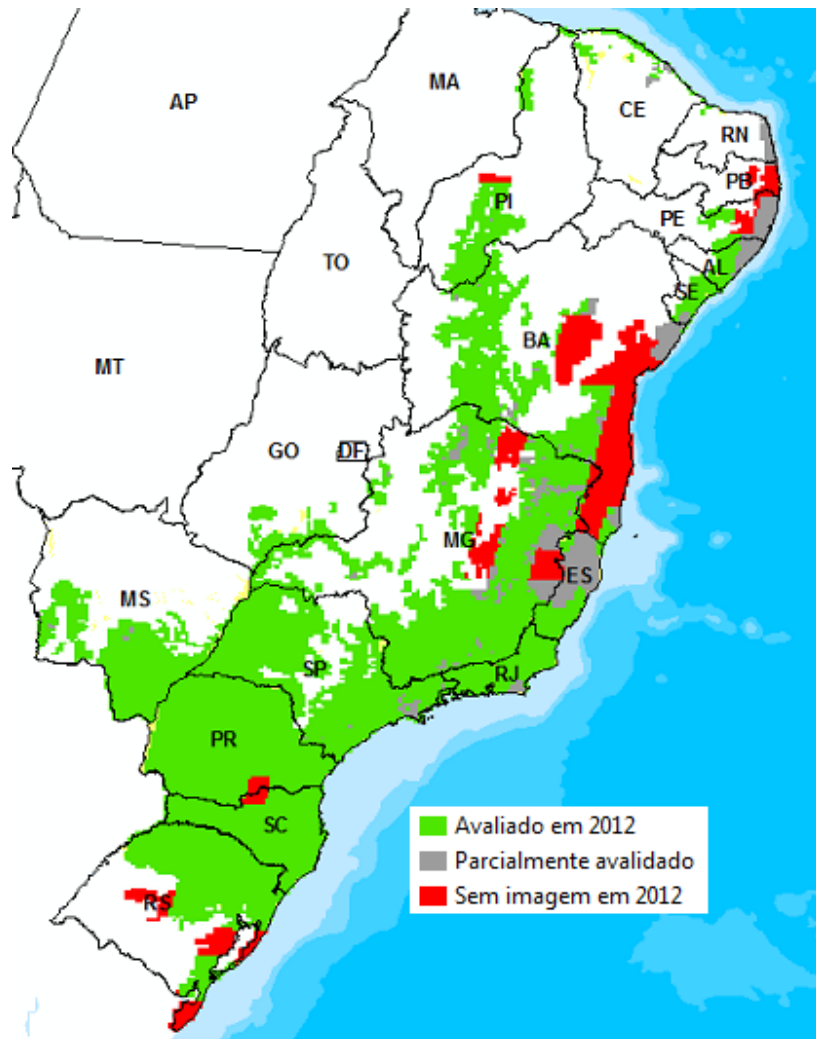 AP
MA
CE
RN
PB
PI
PE
TO
AL
SE
BA
MT
GO
DF
MG
ES
MS
SP
RJ
PR
SC
RS
Avaliado em 2012
Parcialmente avalidado
Sem imagem em 2012